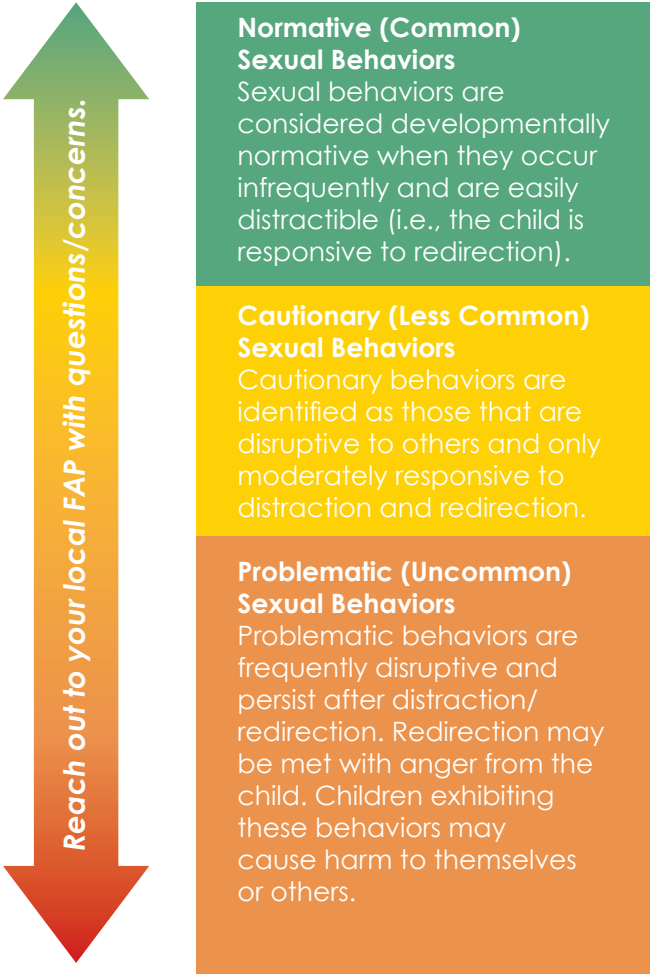 Reach out to your local FAP with questions/concerns.
Normative (Common)
Sexual Behaviors
Sexual behaviors are
considered developmentally
normative when they occur
infrequently and are easily
distractible (i.e., the child is
responsive to redirection).
Cautionary (Less Common)
Sexual Behaviors
Cautionary behaviors are
identified as those that are
disruptive to others and only
moderately responsive to
distraction and redirection.
Problematic (Uncommon)
Sexual Behaviors
Problematic behaviors are
frequently disruptive and
persist after distraction/
redirection. Redirection may
be met with anger from the
child. Children exhibiting
these behaviors may
cause harm to themselves
or others.